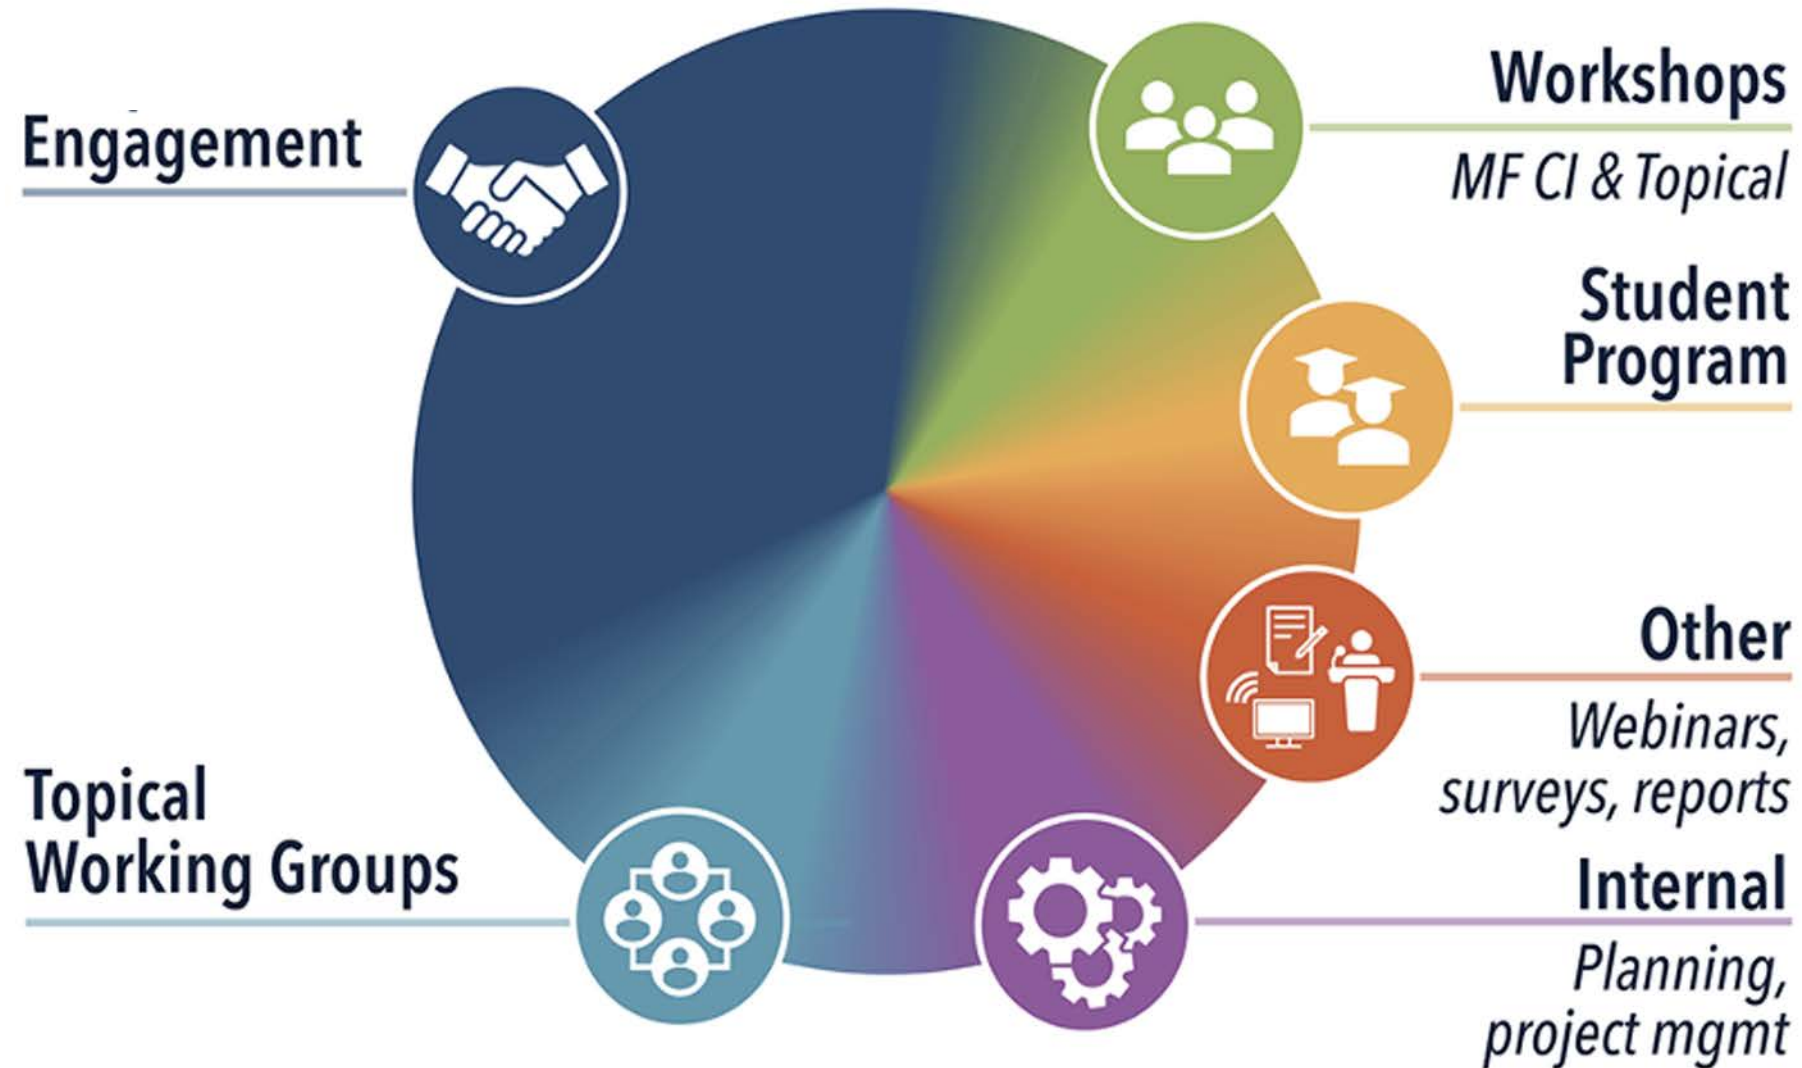 Engagement
Topical
Working Groups
Workshops
MF CI & Topical
Student
Program
Other
Webinars,
surveys, reports
Internal
Planning,
project mgmt